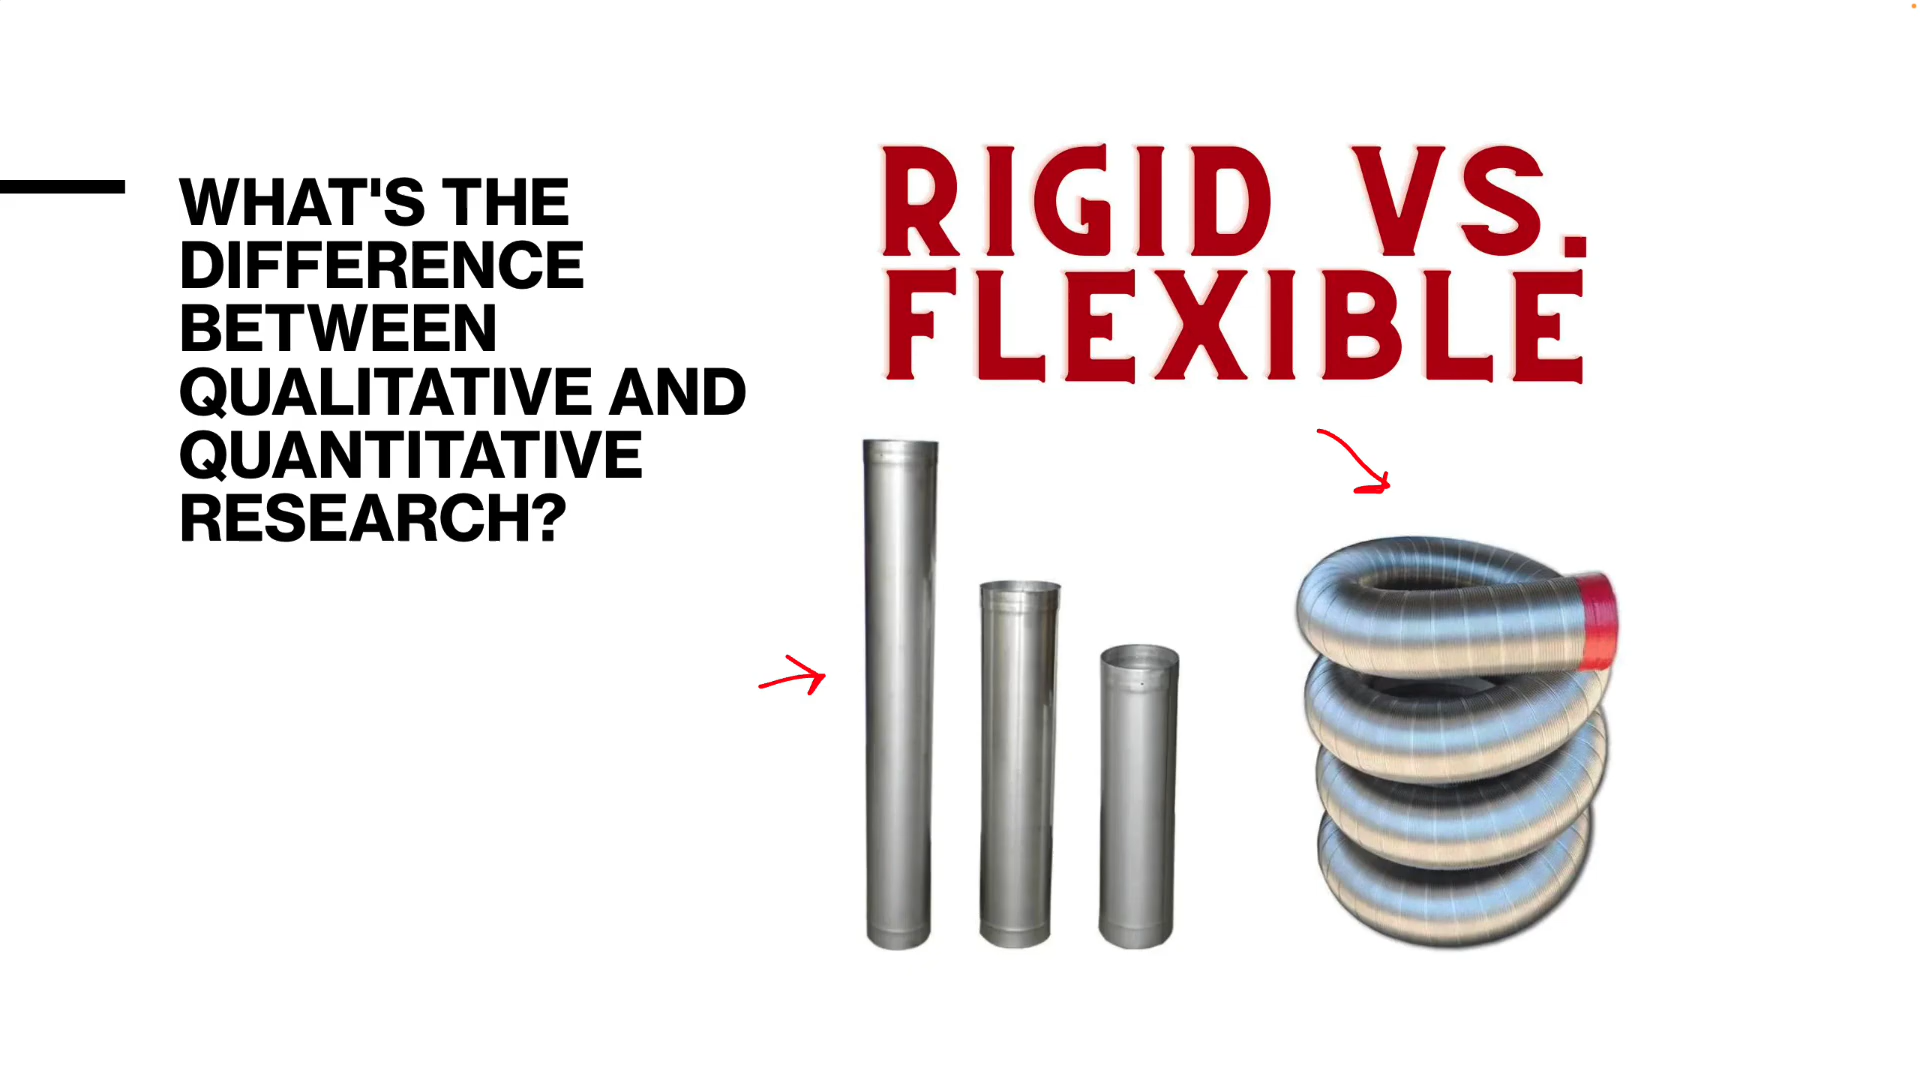 WHAT'S THE
DIFFERENCE
BETWEEN
QUALITATIVE AND
QUANTITATIVE
RESEARCH?
RIGID VS.
FLEXIBLE